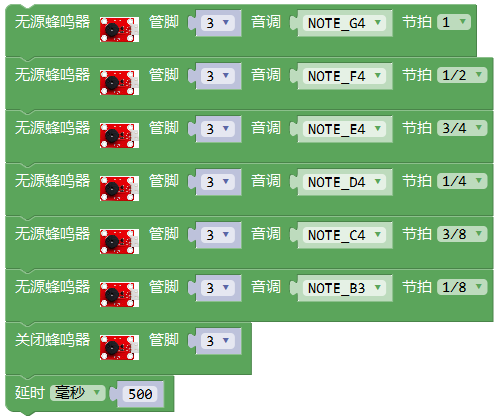 无源蜂鸣器 管脚 3 音调 NOTE_G4 节拍 1
无源蜂鸣器 管脚 3 音调 NOTE_F4 节拍 1/2
无源蜂鸣器 管脚 3 音调 NOTE_E4 节拍 3/4
无源蜂鸣器 管脚 3 音调 NOTE_D4 节拍 1/4
无源蜂鸣器 管脚 3 音调 NOTE_C4 节拍 3/8
无源蜂鸣器 管脚 3 音调 NOTE_B3 节拍 1/8
关闭蜂鸣器 管脚 3
延时 毫秒 500